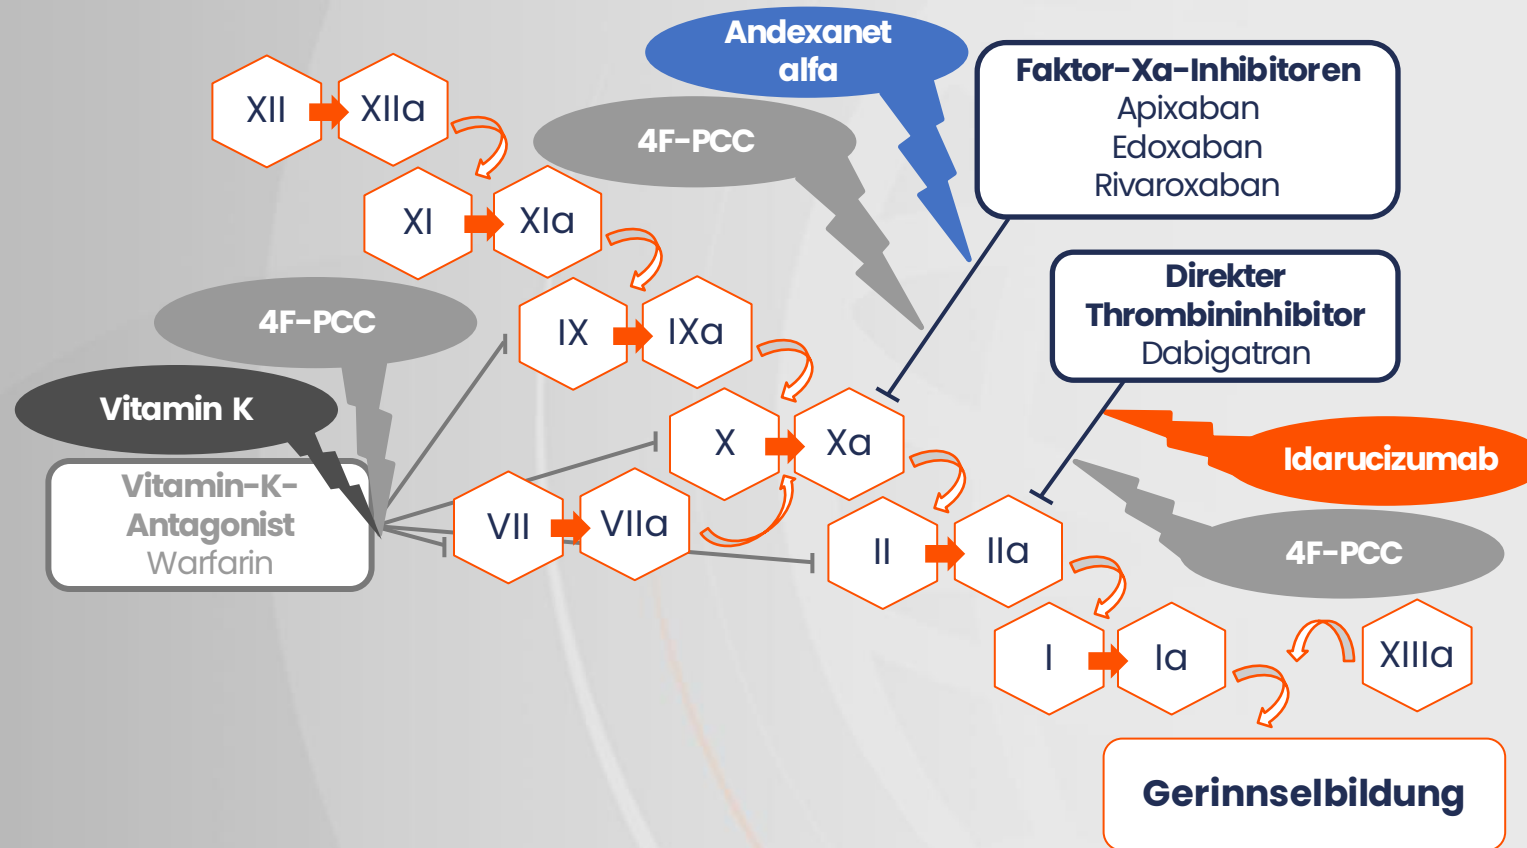 Andexanet
alfa
Faktor-Xa-Inhibitoren
Apixaban
Edoxaban
Rivaroxaban
XII
XIIa
4F-PCC
XI
XIa
Direkter
Thrombininhibitor
Dabigatran
4F-PCC
IX
IXa
Vitamin K
X
Xa
Idarucizumab
Vitamin-K-
Antagonist
Warfarin
VII
VIIa
II
IIa
4F-PCC
I
Ia
XIIIa
Gerinnselbildung